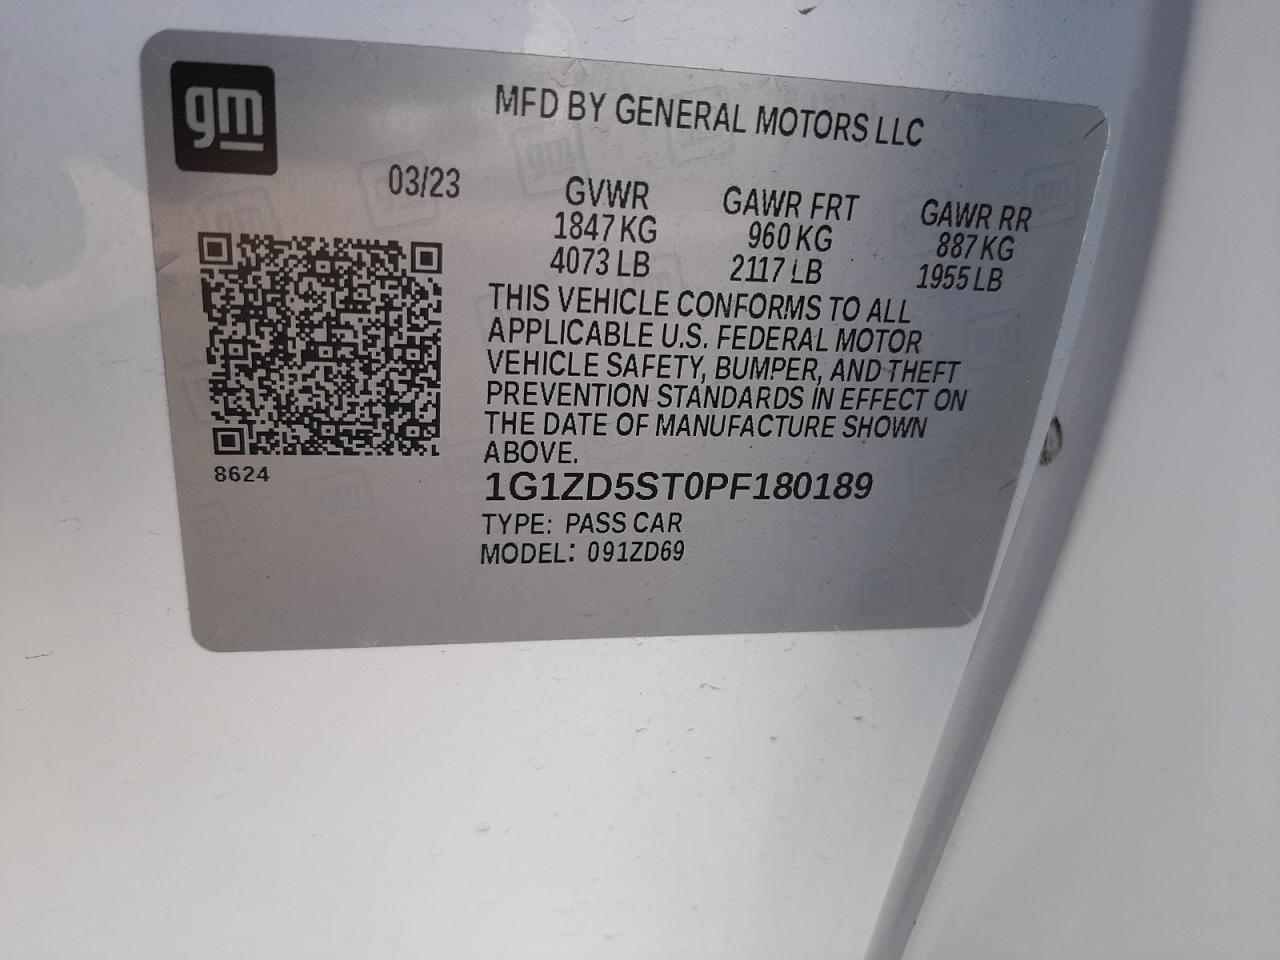 gm
MFD BY GENERAL MOTORS LLC
03/23
GVWR
1847 KG
4073 LB
GAWR FRT
960 KG
2117 LB
GAWR RR
887 KG
1955 LB
THIS VEHICLE CONFORMS TO ALL
APPLICABLE U.S. FEDERAL MOTOR
VEHICLE SAFETY, BUMPER, AND THEFT
PREVENTION STANDARDS IN EFFECT ON
THE DATE OF MANUFACTURE SHOWN
ABOVE.
8624
1G1ZD5ST0PF180189
TYPE: PASS CAR
MODEL: 091ZD69